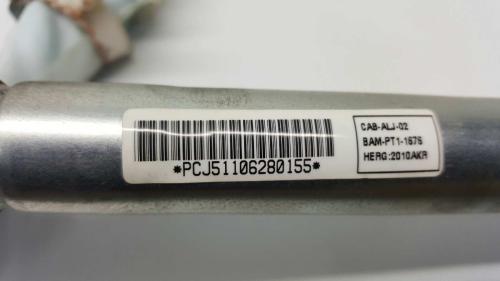 *PCJ51106280155*
CAB-ALJ-02
BAM-PT1-1676
HERG:2010AKR